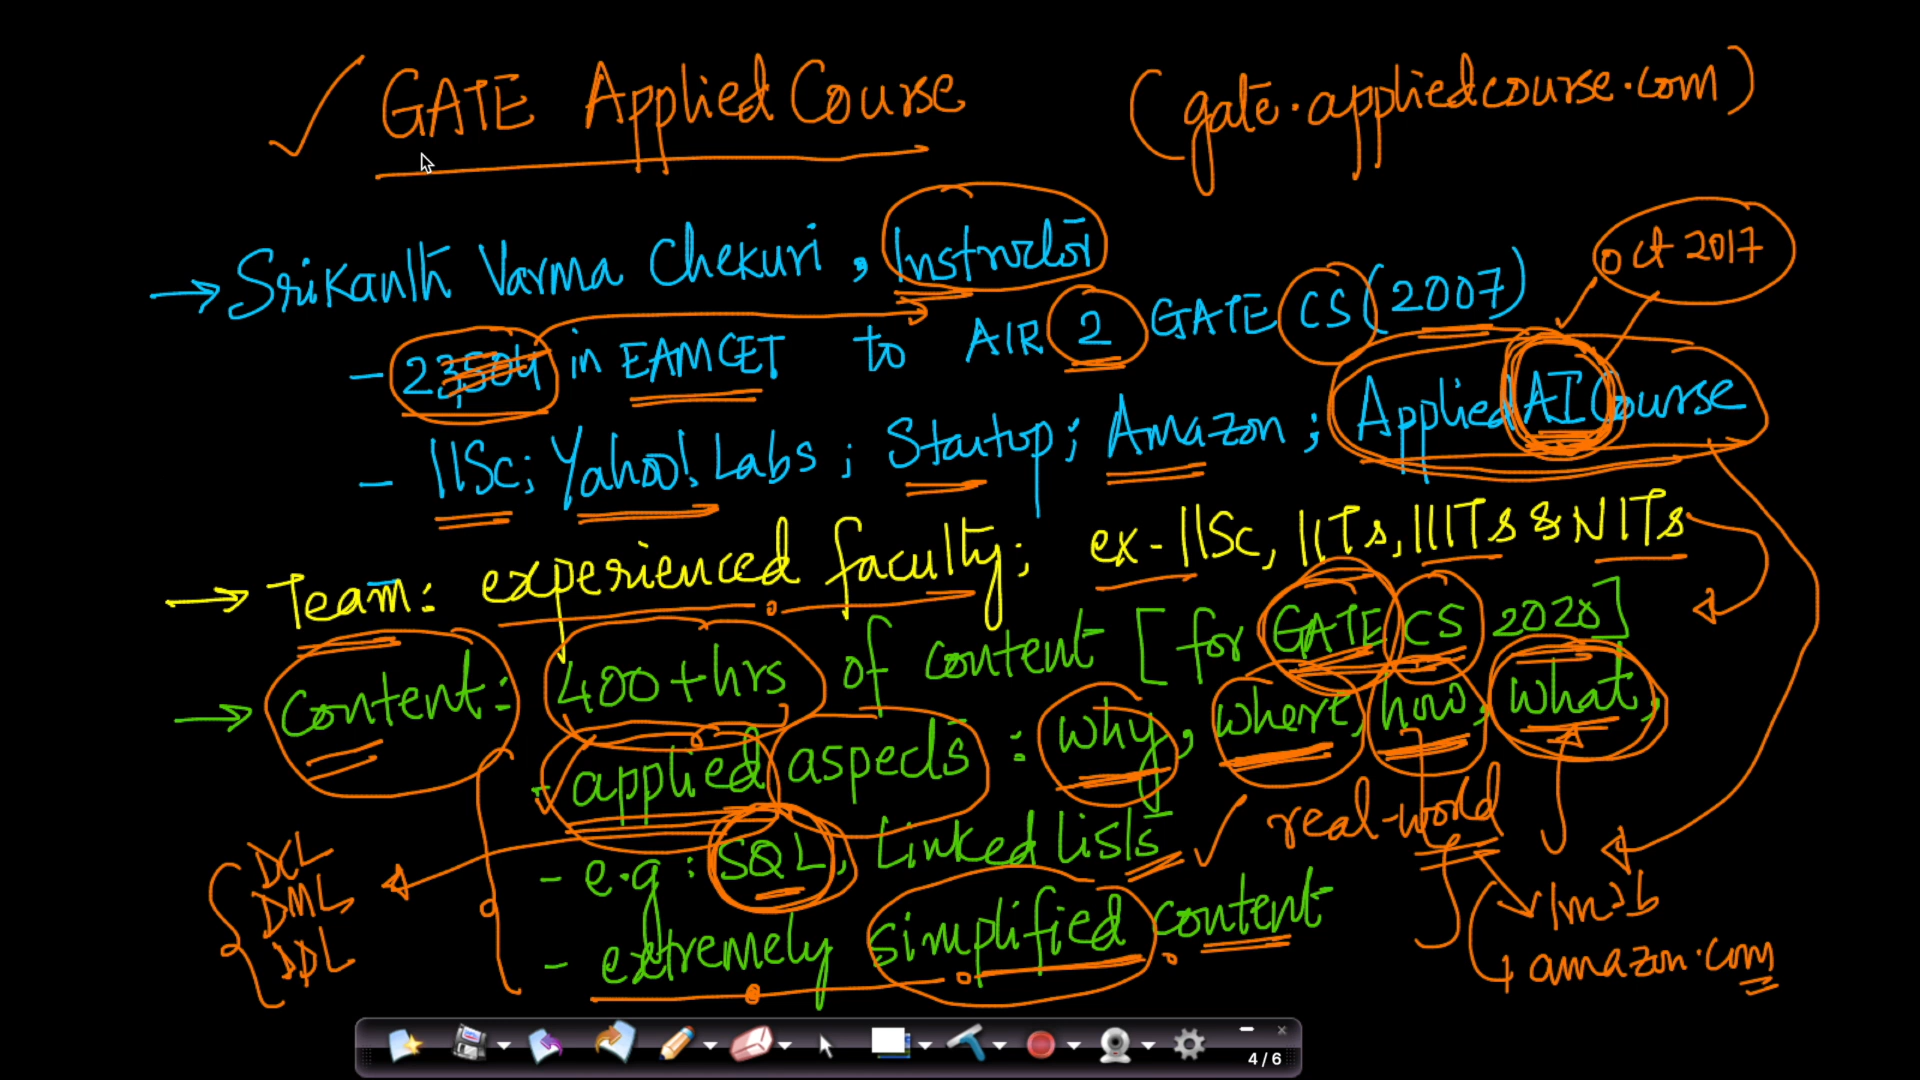 GATE Applied Course (gate.appliedcourse.com)
→ Srikanth Varma Chekuri, Instructor
oct 2017
- 23,504 in EAMCET to AIR 2 GATE CS (2007)
- IISc; Yahoo! Labs; Startup; Amazon; Applied AI Course
→ Team: experienced faculty; ex-IISc, IITs, IIITs & NITs
→ Content: 400+hrs of content [for GATE CS 2020]
- applied aspects: why, where, how, what,
real-world
- e.g: SQL, Linked Lists
DCL
DML
DDL
- extremely simplified content
Imdb
amazon.com
4/6